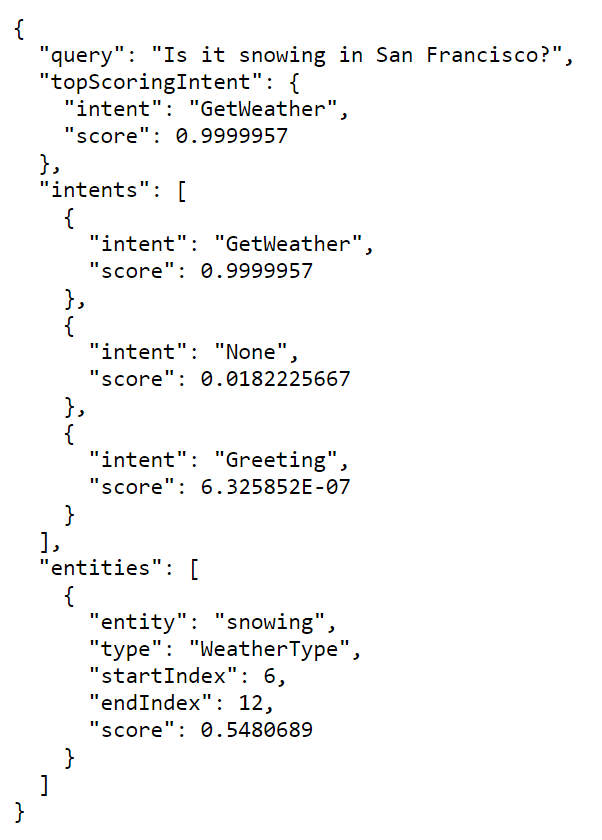 {
  "query": "Is it snowing in San Francisco?",
  "topScoringIntent": {
    "intent": "GetWeather",
    "score": 0.9999957
  },
  "intents": [
    {
      "intent": "GetWeather",
      "score": 0.9999957
    },
    {
      "intent": "None",
      "score": 0.0182225667
    },
    {
      "intent": "Greeting",
      "score": 6.325852E-07
    }
  ],
  "entities": [
    {
      "entity": "snowing",
      "type": "WeatherType",
      "startIndex": 6,
      "endIndex": 12,
      "score": 0.5480689
    }
  ]
}